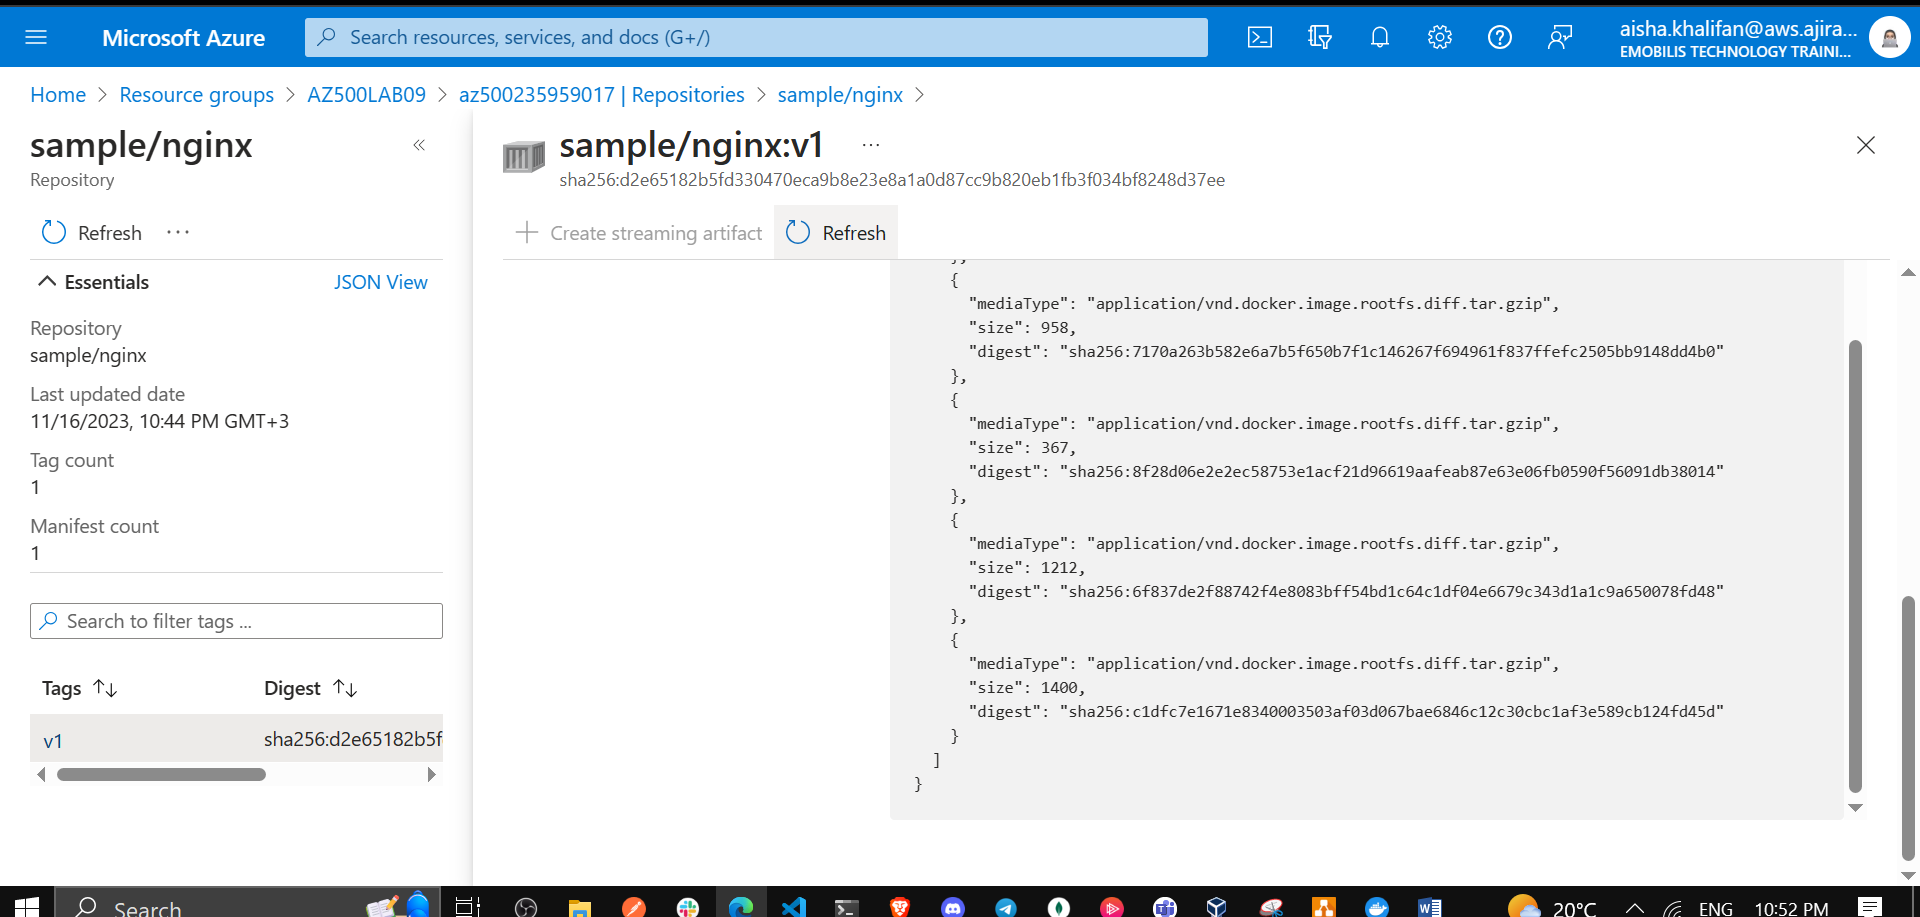 Microsoft Azure
Search resources, services, and docs (G+/)
aisha.khalifan@aws.ajira...
EMOBILIS TECHNOLOGY TRAINI...
Home > Resource groups > AZ500LAB09 > az500235959017 | Repositories > sample/nginx >
sample/nginx
Repository
Refresh ...
Essentials
JSON View
Repository
sample/nginx
Last updated date
11/16/2023, 10:44 PM GMT+3
Tag count
1
Manifest count
1
Search to filter tags ...
Tags Digest
v1 sha256:d2e65182b5f
sample/nginx:v1 ...
sha256:d2e65182b5fd330470eca9b8e23e8a1a0d87cc9b820eb1fb3f034bf8248d37ee
Create streaming artifact Refresh
},
{
"mediaType": "application/vnd.docker.image.rootfs.diff.tar.gzip",
"size": 958,
"digest": "sha256:7170a263b582e6a7b5f650b7f1c146267f694961f837ffefc2505bb9148dd4b0"
},
{
"mediaType": "application/vnd.docker.image.rootfs.diff.tar.gzip",
"size": 367,
"digest": "sha256:8f28d06e2e2ec58753e1acf21d96619aafeab87e63e06fb0590f56091db38014"
},
{
"mediaType": "application/vnd.docker.image.rootfs.diff.tar.gzip",
"size": 1212,
"digest": "sha256:6f837de2f88742f4e8083bff54bd1c64c1df04e6679c343d1a1c9a650078fd48"
},
{
"mediaType": "application/vnd.docker.image.rootfs.diff.tar.gzip",
"size": 1400,
"digest": "sha256:c1dfc7e1671e8340003503af03d067bae6846c12c30cbc1af3e589cb124fd45d"
}
]
}
Search
20°C ENG 10:52 PM